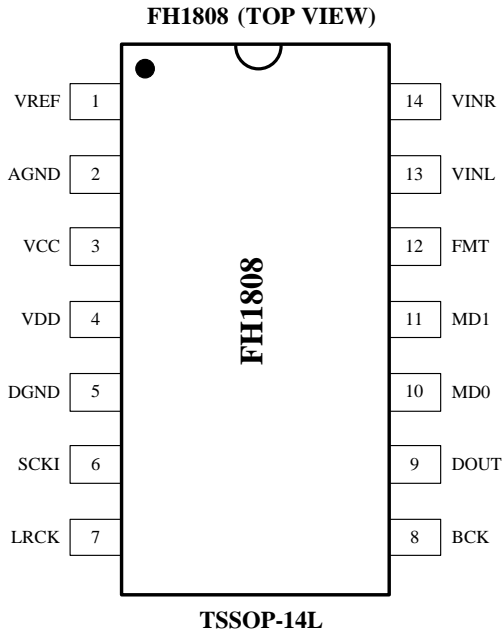 FH1808 (TOP VIEW)
VREF 1 14 VINR
AGND 2 13 VINL
VCC 3 12 FMT
VDD 4 11 MD1
FH1808
DGND 5 10 MD0
SCKI 6 9 DOUT
LRCK 7 8 BCK
TSSOP-14L